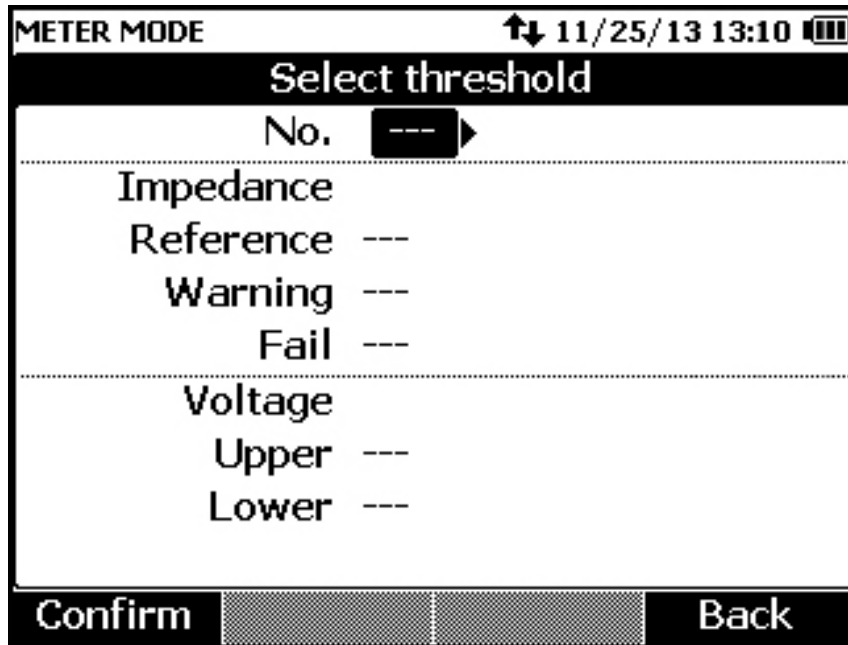 METER MODE 11/25/13 13:10
Select threshold
No. ---
Impedance
Reference ---
Warning ---
Fail ---
Voltage
Upper ---
Lower ---
Confirm Back